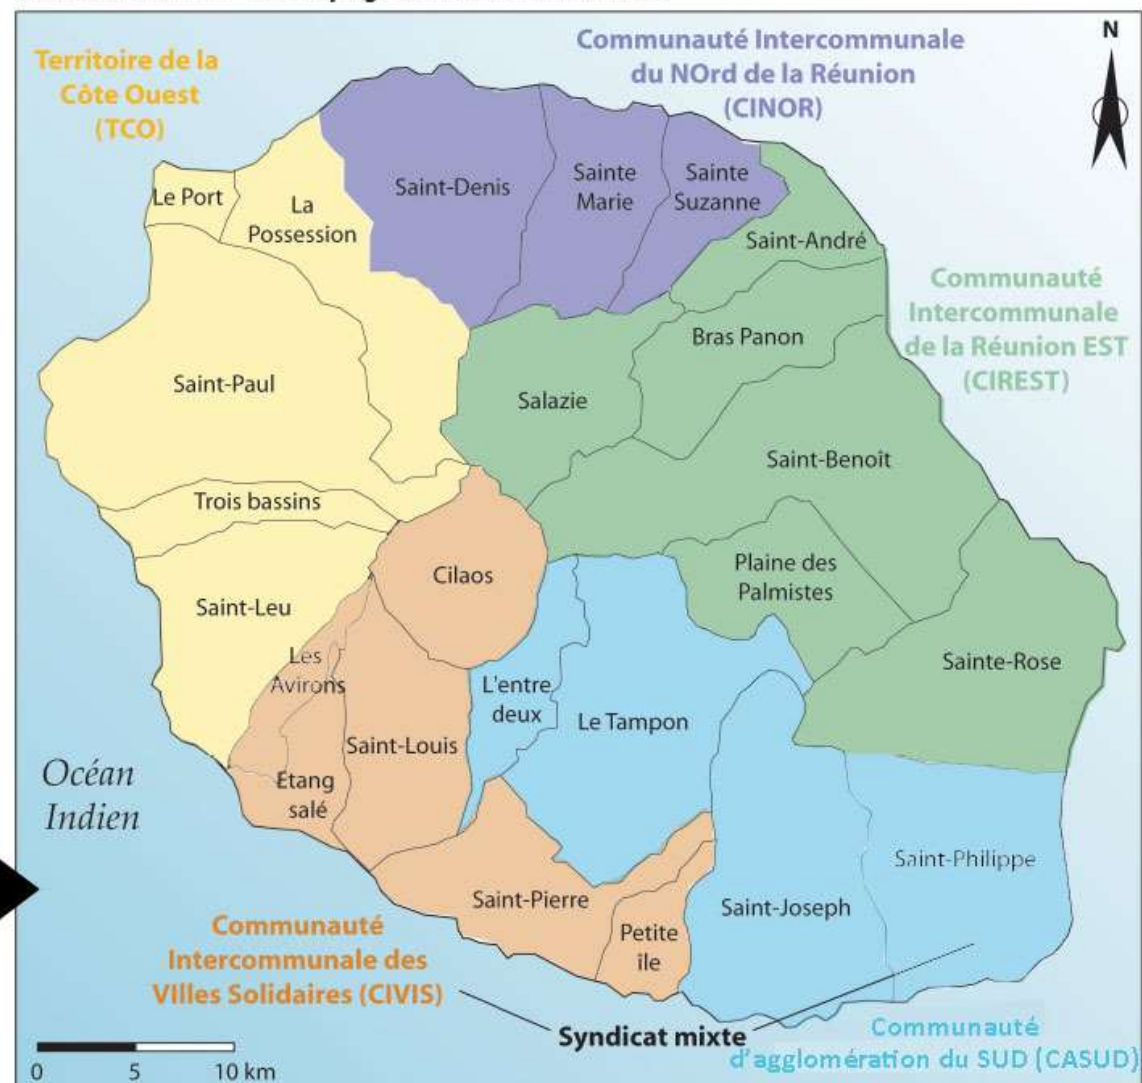 N
Territoire de la
Côte Ouest
(TCO)
Communauté Intercommunale
du NOrd de la Réunion
(CINOR)
Le Port
La
Possession
Saint-Denis
Sainte
Marie
Sainte
Suzanne
Saint-André
Communauté
Intercommunale
de la Réunion EST
(CIREST)
Bras Panon
Saint-Paul
Salazie
Saint-Benoît
Trois bassins
Cilaos
Plaine des
Palmistes
Saint-Leu
Les
Avirons
L'entre
deux
Sainte-Rose
Le Tampon
Saint-Louis
Etang
salé
Océan
Indien
Saint-Philippe
Saint-Pierre
Saint-Joseph
Petite
ile
Communauté
Intercommunale des
VIlles Solidaires (CIVIS)
Syndicat mixte
Communauté
d'agglomération du SUD (CASUD)
0 5 10 km